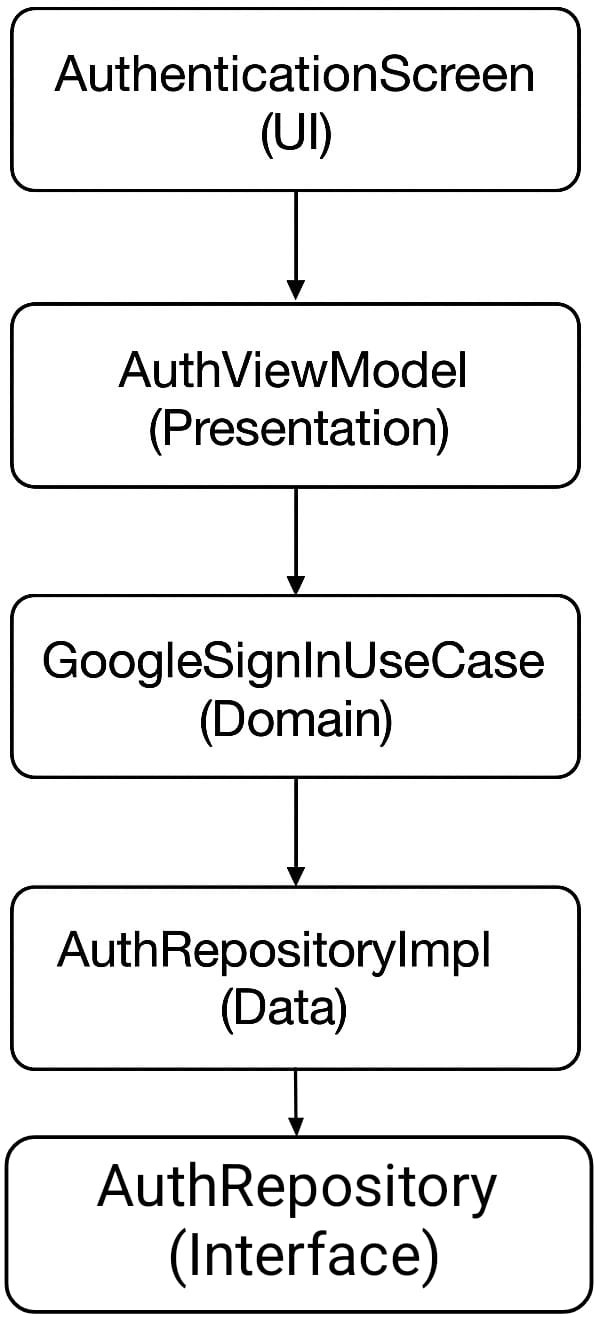 AuthenticationScreen
(UI)
AuthViewModel
(Presentation)
GoogleSignInUseCase
(Domain)
AuthRepositoryImpl
(Data)
AuthRepository
(Interface)